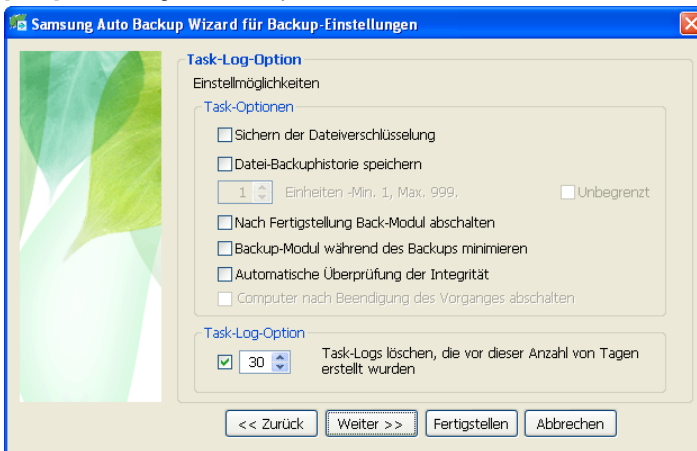 Samsung Auto Backup Wizard für Backup-Einstellungen
Task-Log-Option
Einstellmöglichkeiten
Task-Optionen
Sichern der Dateiverschlüsselung
Datei-Backuphistorie speichern
1 Einheiten -Min. 1, Max. 999. Unbegrenzt
Nach Fertigstellung Back-Modul abschalten
Backup-Modul während des Backups minimieren
Automatische Überprüfung der Integrität
Computer nach Beendigung des Vorganges abschalten
Task-Log-Option
30 Task-Logs löschen, die vor dieser Anzahl von Tagen
erstellt wurden
<< Zurück Weiter >> Fertigstellen Abbrechen